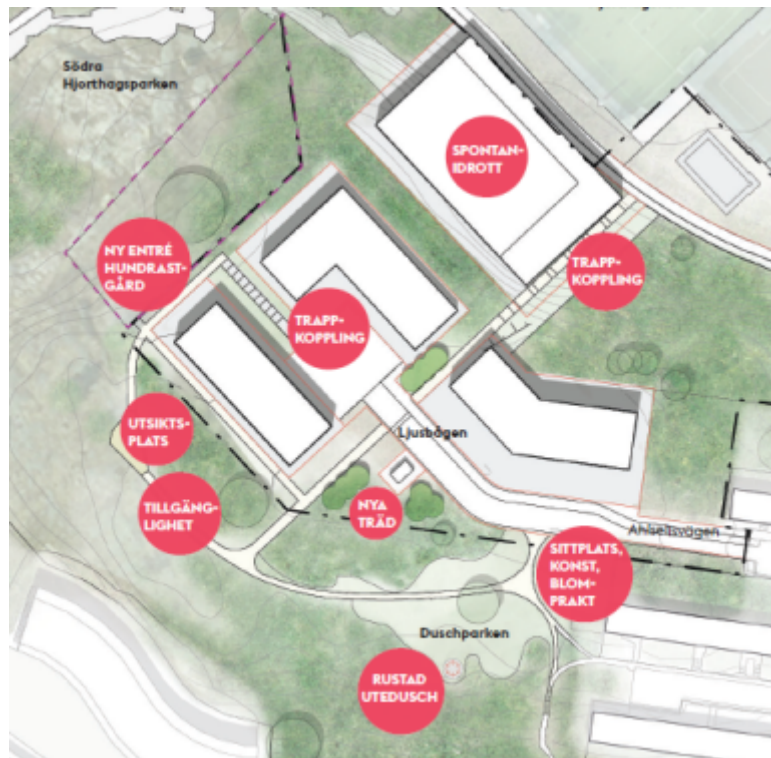 Södra
Hjorthagsparken
SPONTAN-
IDROTT
NY ENTRÉ
HUNDRAST-
GÅRD
TRAPP-
KOPPLING
TRAPP-
KOPPLING
UTSIKTS-
PLATS
Ljusbågen
TILLGÄNG-
LIGHET
NYA
TRÄD
Ahlsellsvägen
SITTPLATS,
KONST,
BLOM-
PRAKT
Duschparken
RUSTAD
UTEDUSCH